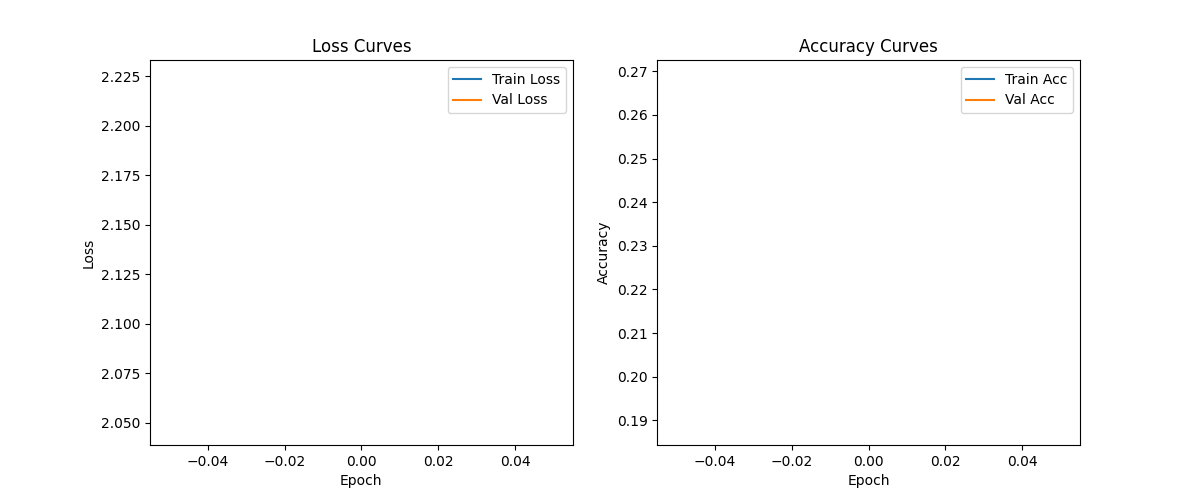 Loss Curves
2.225
2.200
2.175
2.150
2.125
2.100
2.075
2.050
Loss
−0.04
−0.02
0.00
0.02
0.04
Epoch
Train Loss
Val Loss
Accuracy Curves
0.27
0.26
0.25
0.24
0.23
0.22
0.21
0.20
0.19
Accuracy
−0.04
−0.02
0.00
0.02
0.04
Epoch
Train Acc
Val Acc